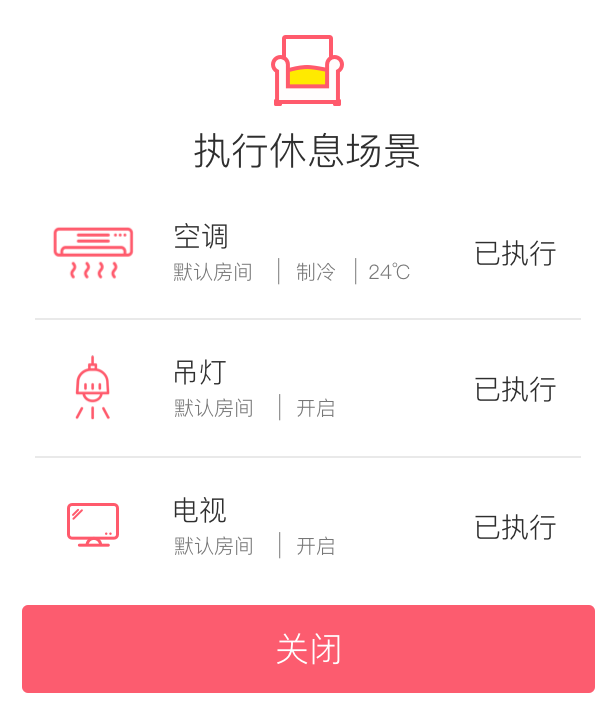 执行休息场景
空调
已执行
默认房间 | 制冷 | 24℃
吊灯
已执行
默认房间 | 开启
电视
已执行
默认房间 | 开启
关闭